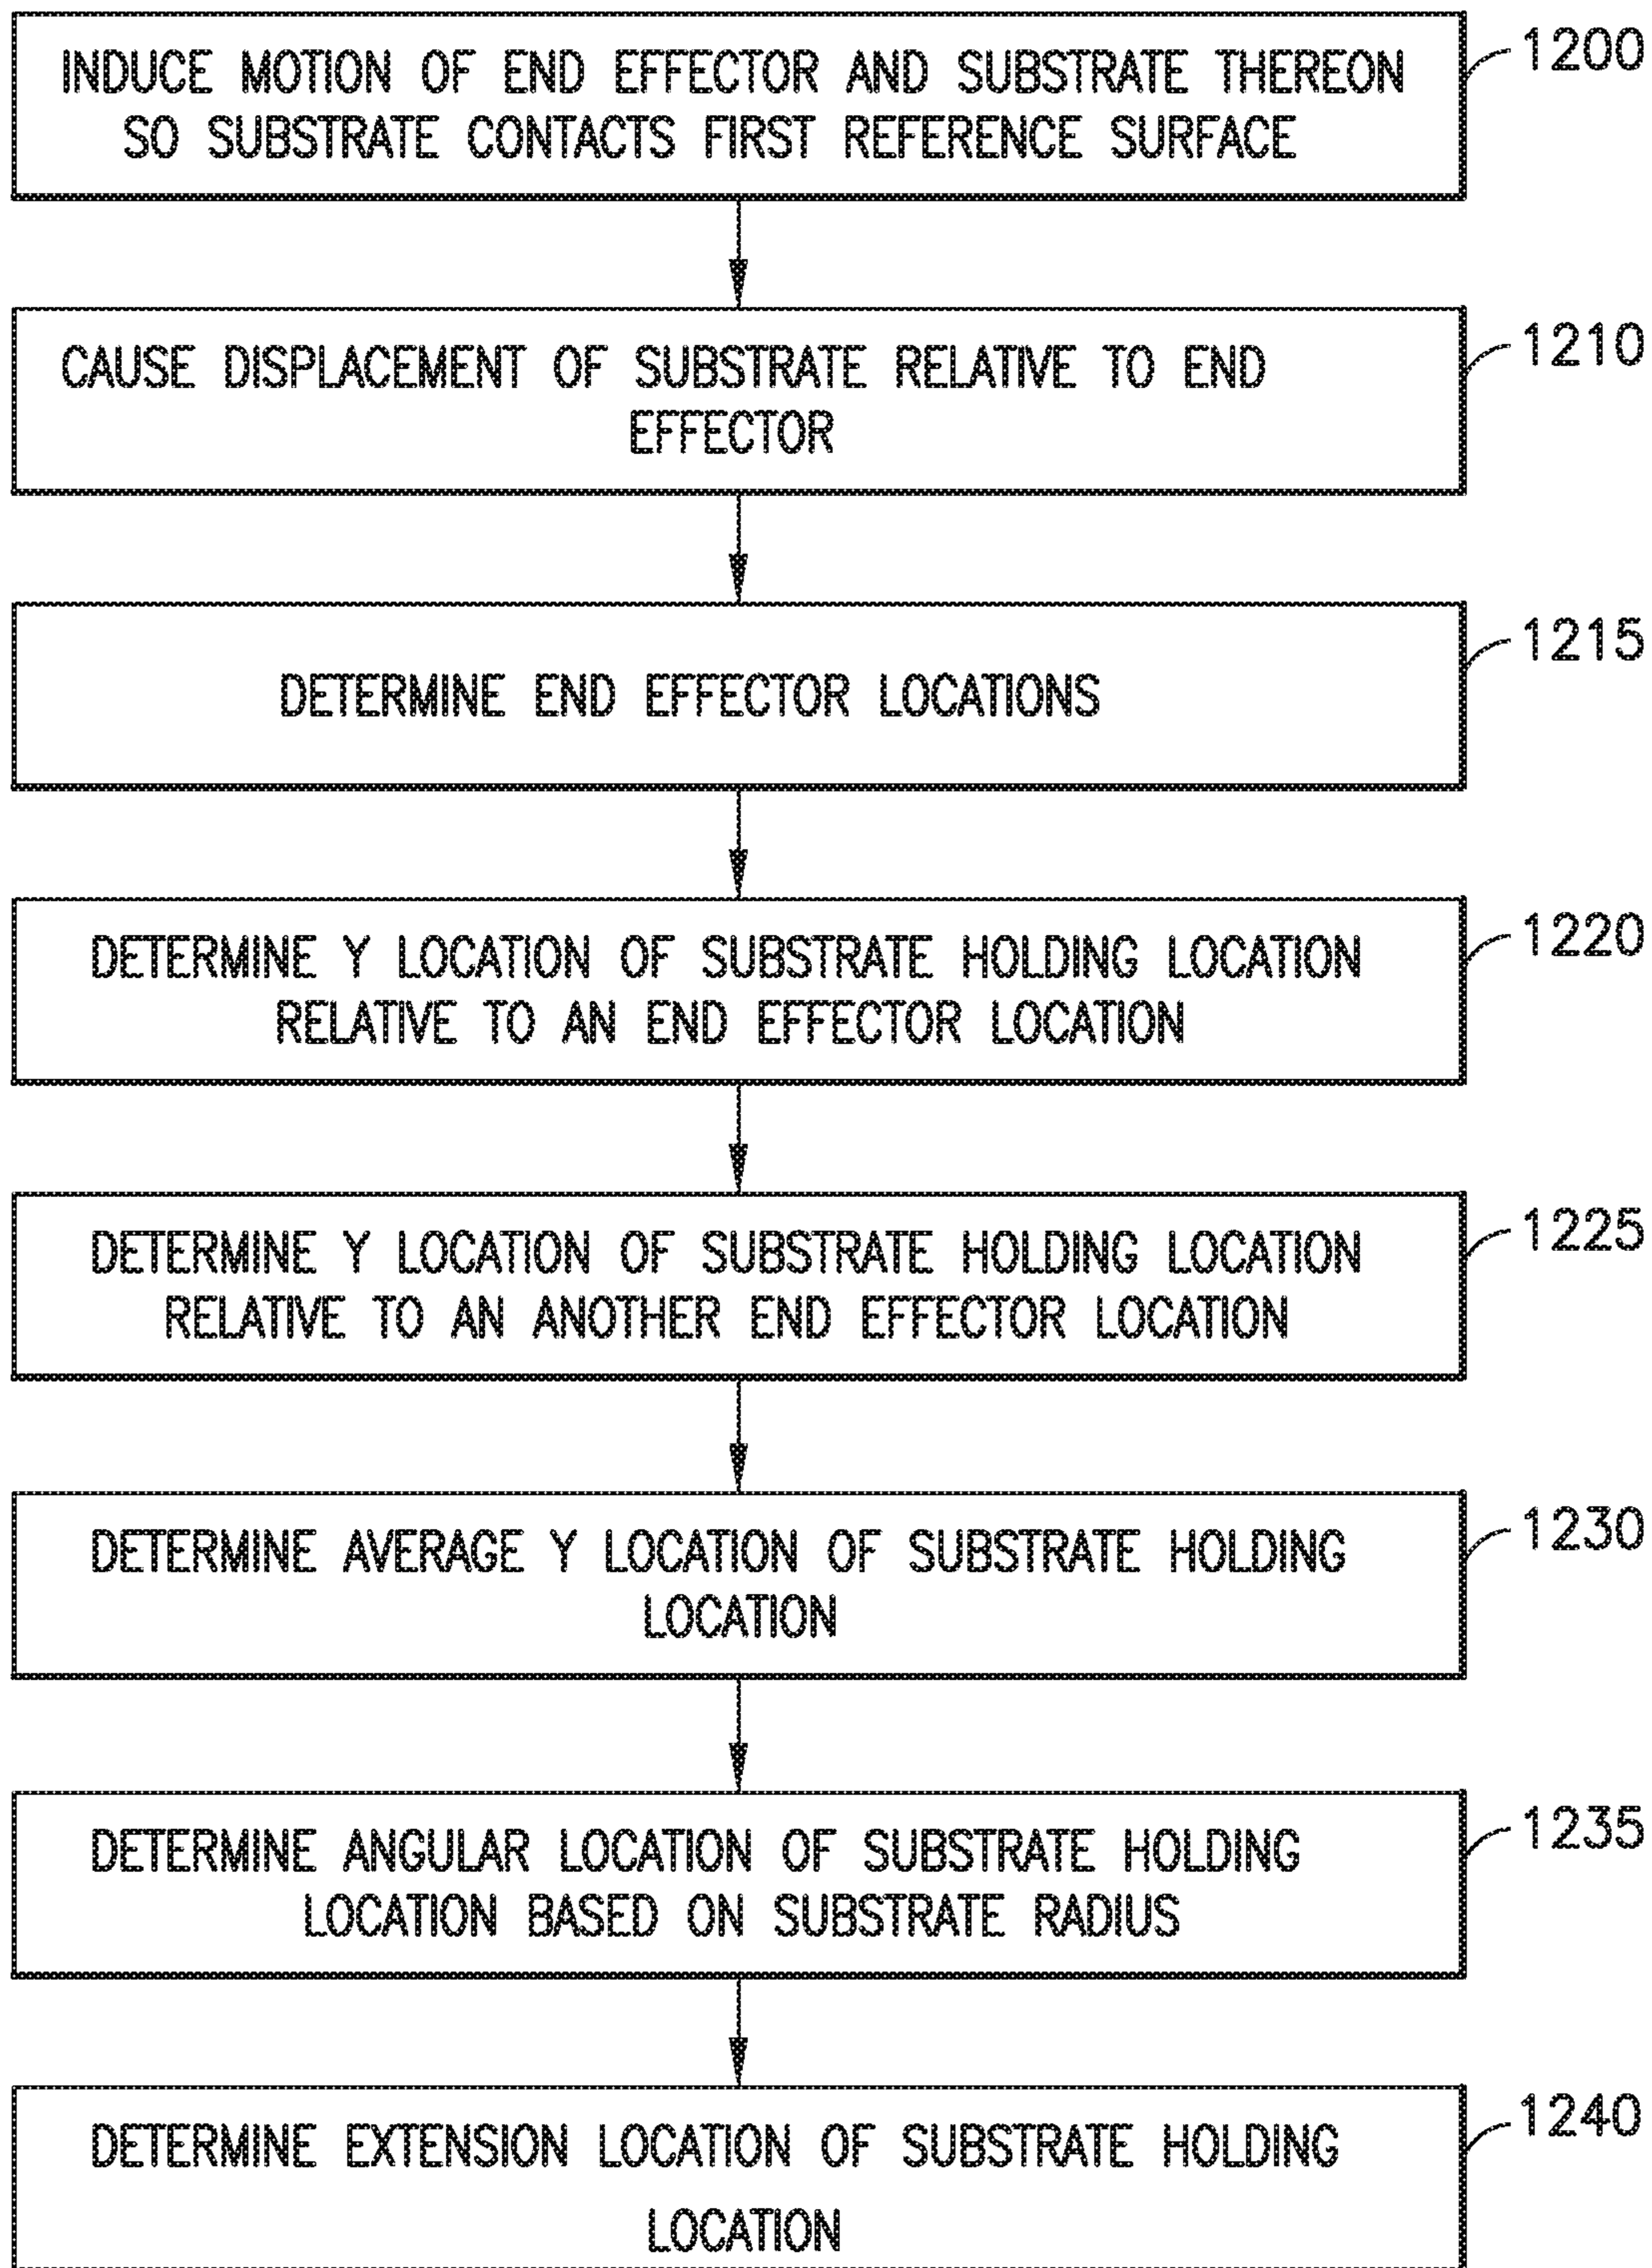 INDUCE MOTION OF END EFFECTOR AND SUBSTRATE THEREON
SO SUBSTRATE CONTACTS FIRST REFERENCE SURFACE
1200
CAUSE DISPLACEMENT OF SUBSTRATE RELATIVE TO END
EFFECTOR
1210
DETERMINE END EFFECTOR LOCATIONS
1215
DETERMINE Y LOCATION OF SUBSTRATE HOLDING LOCATION
RELATIVE TO AN END EFFECTOR LOCATION
1220
DETERMINE Y LOCATION OF SUBSTRATE HOLDING LOCATION
RELATIVE TO AN ANOTHER END EFFECTOR LOCATION
1225
DETERMINE AVERAGE Y LOCATION OF SUBSTRATE HOLDING
LOCATION
1230
DETERMINE ANGULAR LOCATION OF SUBSTRATE HOLDING
LOCATION BASED ON SUBSTRATE RADIUS
1235
DETERMINE EXTENSION LOCATION OF SUBSTRATE HOLDING
LOCATION
1240